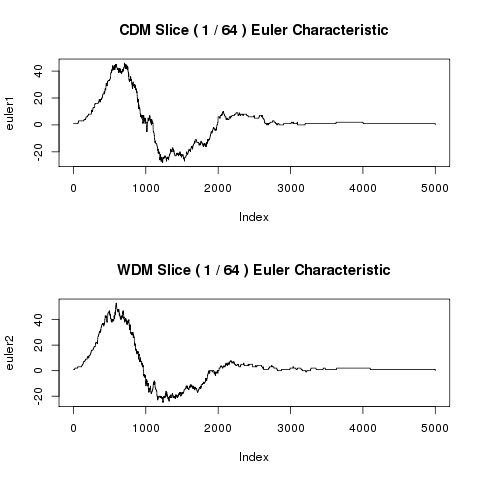 CDM Slice ( 1 / 64 ) Euler Characteristic
euler1
40
20
0
-20
0 1000 2000 3000 4000 5000
Index
WDM Slice ( 1 / 64 ) Euler Characteristic
euler2
40
20
0
-20
0 1000 2000 3000 4000 5000
Index